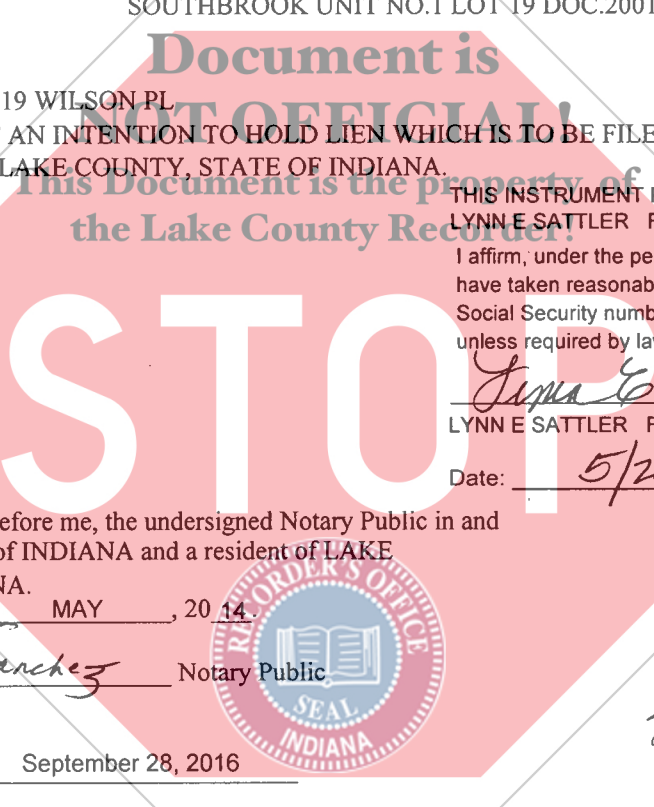 SOUTHBROOK UNIT NO.1 LOT 19 DOC.2001
Document is
19 WILSON PL
NOT OFFICIAL!
AN INTENTION TO HOLD LIEN WHICH IS TO BE FILE
LAKE COUNTY, STATE OF INDIANA.
This Document is the property of
THIS INSTRUMENT
the Lake County Recorder!
LYNN E SATTLER
I affirm, under the pe
have taken reasonab
Social Security numb
unless required by la
STOP
LYNN E SATTLER
Date: 5/2
efore me, the undersigned Notary Public in and
of INDIANA and a resident of LAKE
NA.
MAY , 20 14.
anchez Notary Public
RECORDER'S OFFICE
SEAL
INDIANA
September 28, 2016